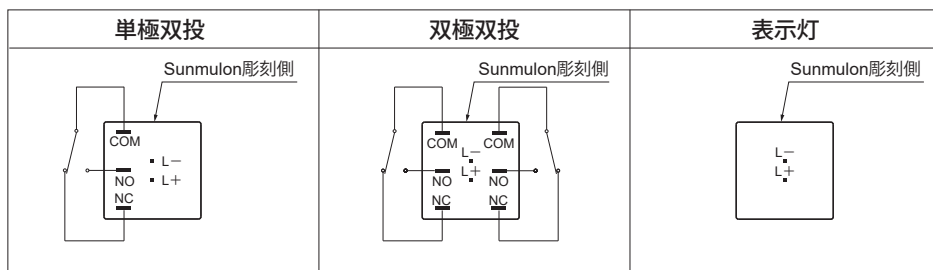 単極双投
Sunmulon彫刻側
COM
L－
L＋
NO
NC
双極双投
Sunmulon彫刻側
COM COM
L－
L＋
NO NO
NC NC
表示灯
Sunmulon彫刻側
L－
L＋